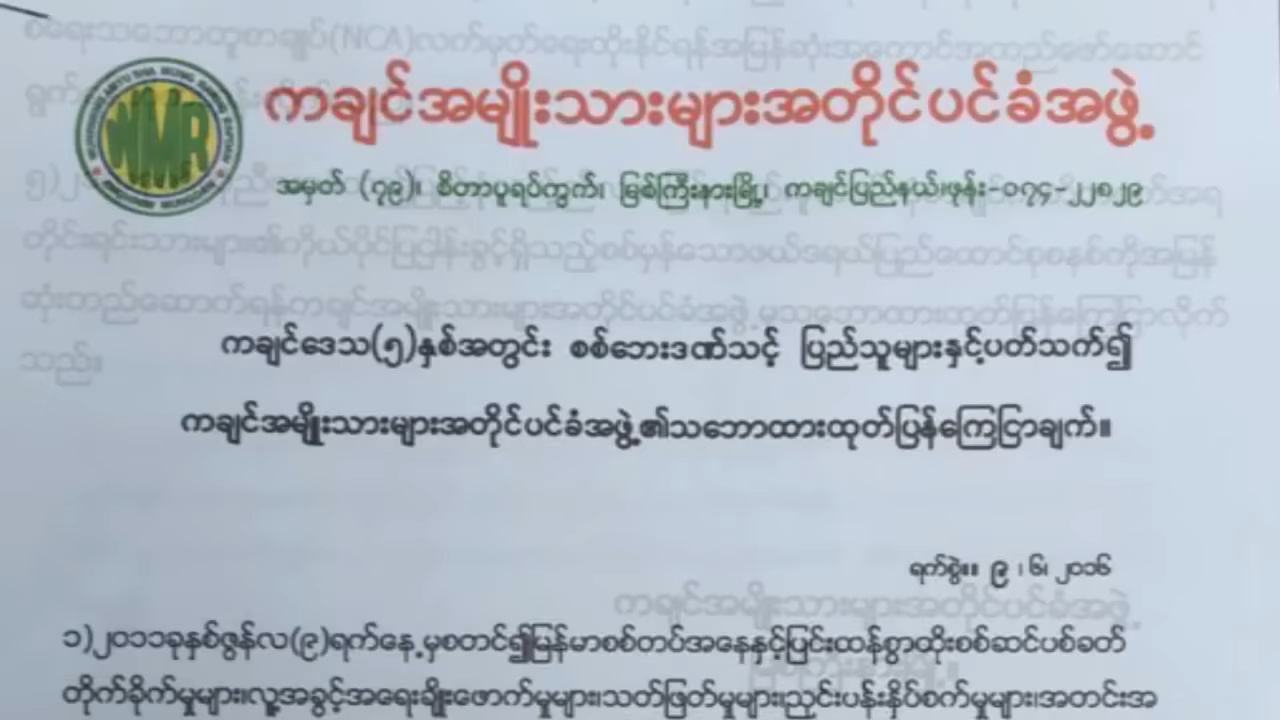 ကချင်အမျိုးသားများအတိုင်ပင်ခံအဖွဲ့
WMR
အမှတ် (၇၉)၊ စီတာပူရပ်ကွက်၊ မြစ်ကြီးနားမြို့၊ ကချင်ပြည်နယ်၊ဖုန်း-၀၇၄-၂၂၈၂၉
ကချင်ဒေသ(၅)နှစ်အတွင်း စစ်ဘေးဒဏ်သင့် ပြည်သူများနှင့်ပတ်သက်၍
ကချင်အမျိုးသားများအတိုင်ပင်ခံအဖွဲ့၏သဘောထားထုတ်ပြန်ကြေငြာချက်။
ရက်စွဲ။။ ၉ ၊ ၆၊ ၂၀၁၆
၁)၂၀၁၁ခုနှစ်ဇွန်လ(၉)ရက်နေ့မှစတင်၍မြန်မာစစ်တပ်အနေနှင့်ပြင်းထန်စွာထိုးစစ်ဆင်ပစ်ခတ်
တိုက်ခိုက်မှုများ၊လူ့အခွင့်အရေးချိုးဖောက်မှုများ၊သတ်ဖြတ်မှုများ၊ညှင်းပန်းနှိပ်စက်မှုများ၊အတင်းအ